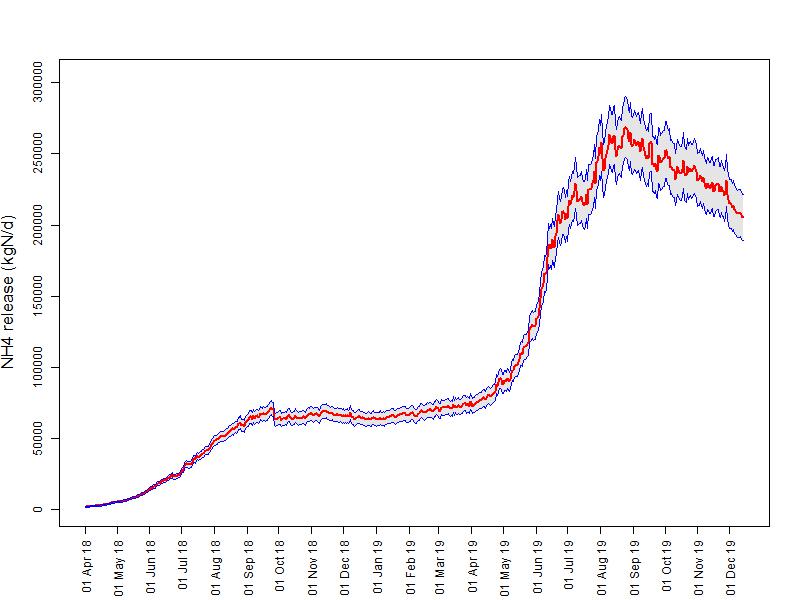 NH4 release (kgN/d)
300000
250000
200000
150000
100000
50000
0
01 Apr 18
01 May 18
01 Jun 18
01 Jul 18
01 Aug 18
01 Sep 18
01 Oct 18
01 Nov 18
01 Dec 18
01 Jan 19
01 Feb 19
01 Mar 19
01 Apr 19
01 May 19
01 Jun 19
01 Jul 19
01 Aug 19
01 Sep 19
01 Oct 19
01 Nov 19
01 Dec 19